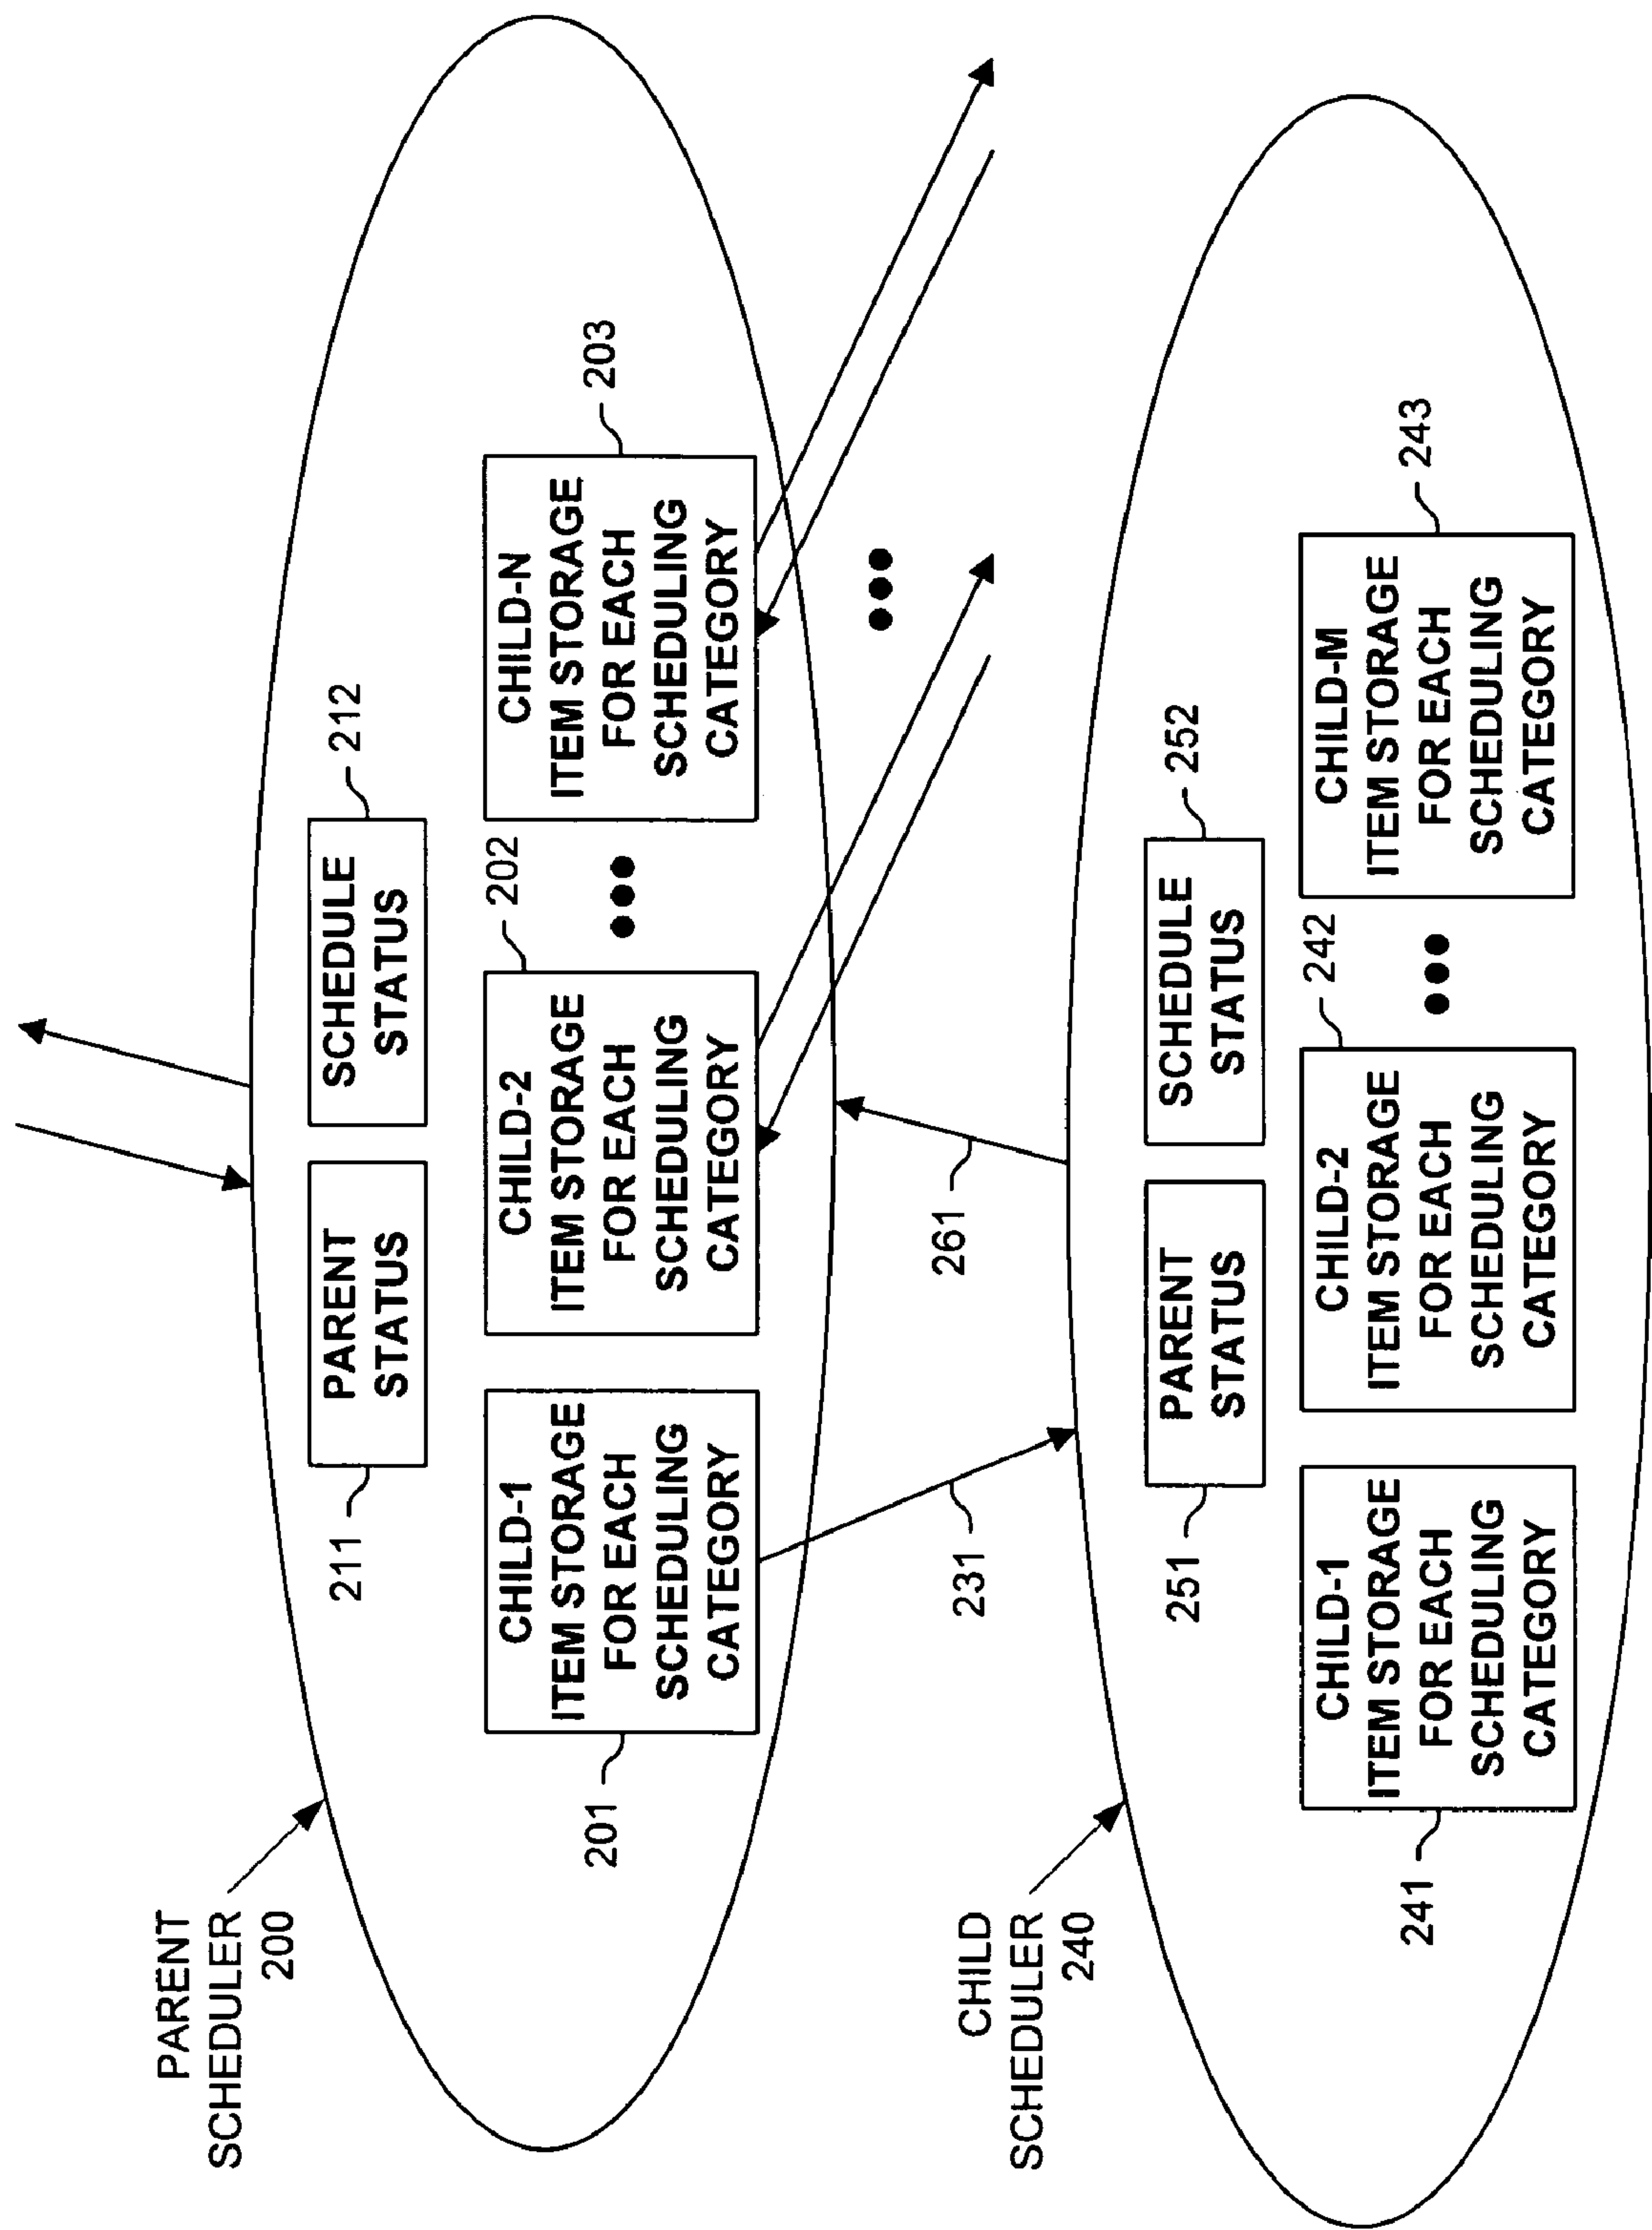 PARENT
SCHEDULER
200
211
PARENT
STATUS
SCHEDULE
STATUS
212
201
CHILD-1
ITEM STORAGE
FOR EACH
SCHEDULING
CATEGORY
CHILD-2
ITEM STORAGE
FOR EACH
SCHEDULING
CATEGORY
202
CHILD-N
ITEM STORAGE
FOR EACH
SCHEDULING
CATEGORY
203
231
261
CHILD
SCHEDULER
240
251
PARENT
STATUS
SCHEDULE
STATUS
252
241
CHILD-1
ITEM STORAGE
FOR EACH
SCHEDULING
CATEGORY
CHILD-2
ITEM STORAGE
FOR EACH
SCHEDULING
CATEGORY
242
CHILD-M
ITEM STORAGE
FOR EACH
SCHEDULING
CATEGORY
243